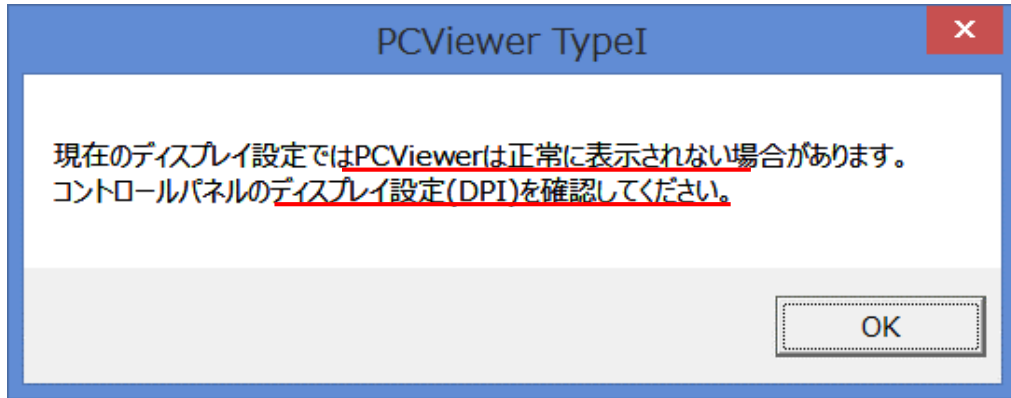 PCViewer TypeI
現在のディスプレイ設定ではPCViewerは正常に表示されない場合があります。
コントロールパネルのディスプレイ設定(DPI)を確認してください。
OK